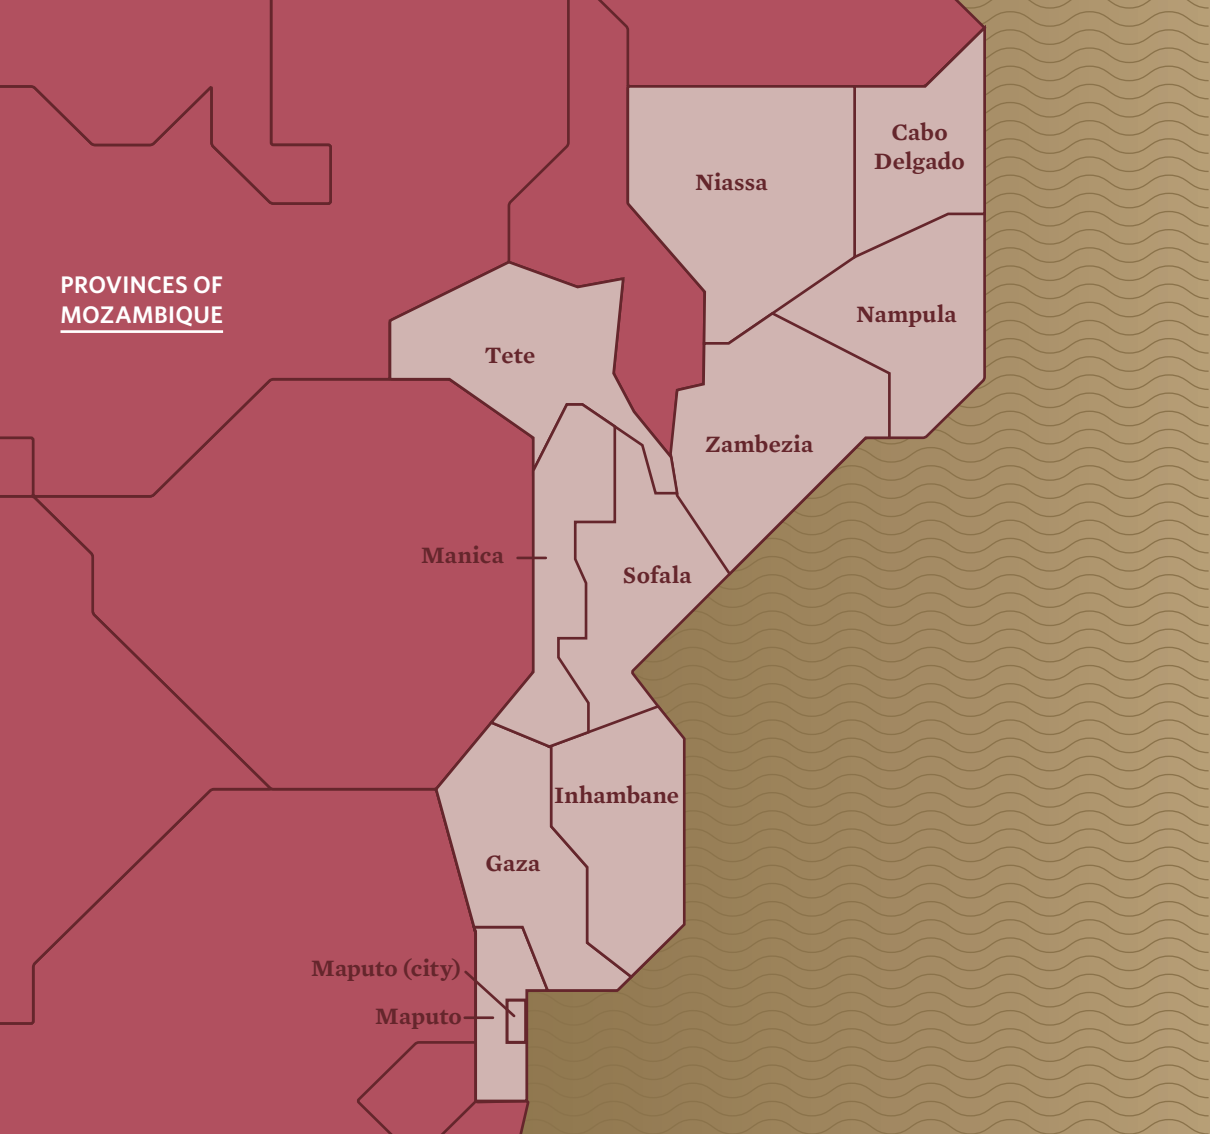 PROVINCES OF
MOZAMBIQUE
Cabo
Delgado
Niassa
Nampula
Tete
Zambezia
Manica
Sofala
Inhambane
Gaza
Maputo (city)
Maputo